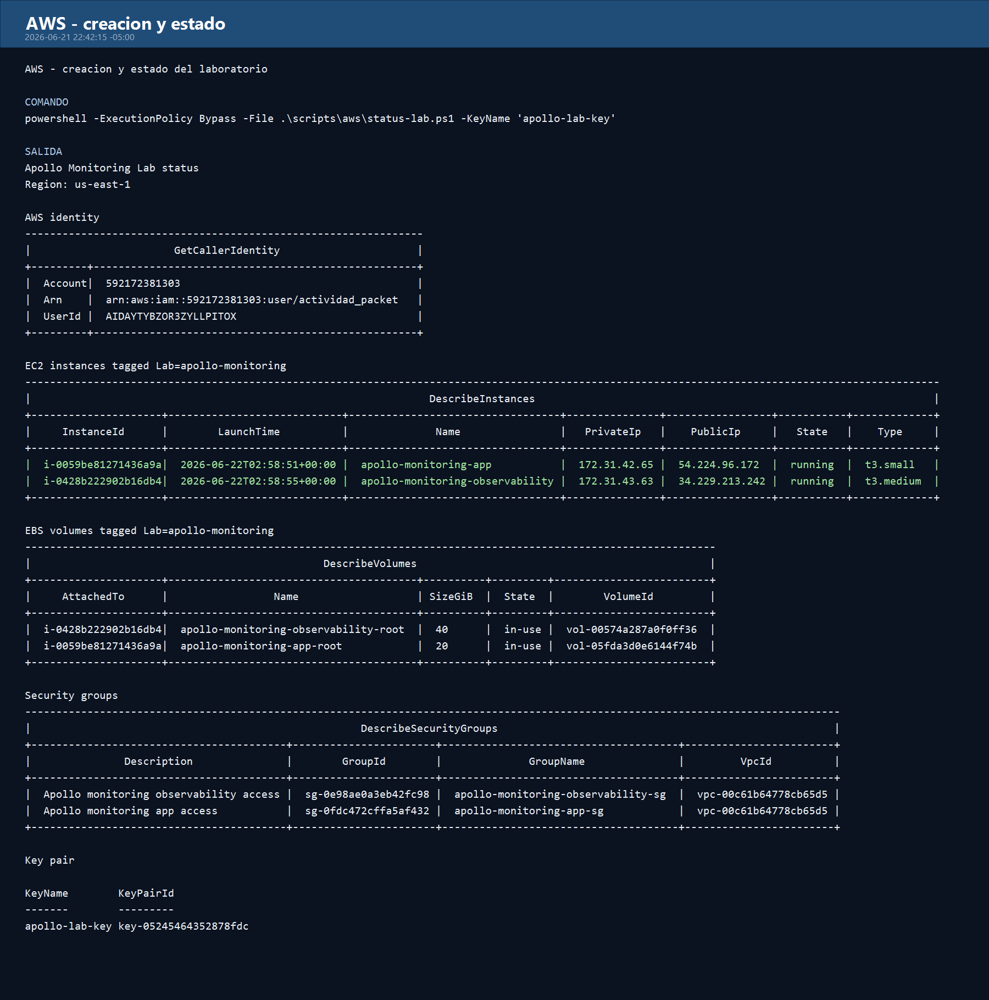 AWS - creacion y estado
2026-06-21 22:42:15 -05:00
AWS - creacion y estado del laboratorio
COMANDO
powershell -ExecutionPolicy Bypass -File .\scripts\aws\status-lab.ps1 -KeyName 'apollo-lab-key'
SALIDA
Apollo Monitoring Lab status
Region: us-east-1
AWS identity
----------------------------------------------------------------
|                       GetCallerIdentity                      |
+---------+----------------------------------------------------+
|  Account|  592172381303                                      |
|  Arn    |  arn:aws:iam::592172381303:user/actividad_packet   |
|  UserId |  AIDAYTYBZOR3ZYLLPITOX                             |
+---------+----------------------------------------------------+
EC2 instances tagged Lab=apollo-monitoring
---------------------------------------------------------------------------------------------------------------------------------------------------
|                                                                DescribeInstances                                                                |
+---------------------+----------------------------+----------------------------------+---------------+-----------------+-----------+-------------+
|     InstanceId      |        LaunchTime          |              Name                |   PrivateIp   |    PublicIp     |   State   |    Type     |
+---------------------+----------------------------+----------------------------------+---------------+-----------------+-----------+-------------+
|  i-0059be81271436a9a|  2026-06-22T02:58:51+00:00 |  apollo-monitoring-app           |  172.31.42.65 |  54.224.96.172  |  running  |  t3.small   |
|  i-0428b222902b16db4|  2026-06-22T02:58:55+00:00 |  apollo-monitoring-observability |  172.31.43.63 |  34.229.213.242 |  running  |  t3.medium  |
+---------------------+----------------------------+----------------------------------+---------------+-----------------+-----------+-------------+
EBS volumes tagged Lab=apollo-monitoring
---------------------------------------------------------------------------------------------------------------
|                                               DescribeVolumes                                               |
+---------------------+----------------------------------------+----------+---------+-------------------------+
|     AttachedTo      |                 Name                   | SizeGiB  |  State  |        VolumeId         |
+---------------------+----------------------------------------+----------+---------+-------------------------+
|  i-0428b222902b16db4|  apollo-monitoring-observability-root  |  40      |  in-use |  vol-00574a287a0f0ff36  |
|  i-0059be81271436a9a|  apollo-monitoring-app-root            |  20      |  in-use |  vol-05fda3d0e6144f74b  |
+---------------------+----------------------------------------+----------+---------+-------------------------+
Security groups
-----------------------------------------------------------------------------------------------------------------------------------
|                                                     DescribeSecurityGroups                                                      |
+-----------------------------------------+-----------------------+--------------------------------------+------------------------+
|               Description               |        GroupId        |              GroupName               |         VpcId          |
+-----------------------------------------+-----------------------+--------------------------------------+------------------------+
|  Apollo monitoring observability access |  sg-0e98ae0a3eb42fc98 |  apollo-monitoring-observability-sg  |  vpc-00c61b64778cb65d5 |
|  Apollo monitoring app access           |  sg-0fdc472cffa5af432 |  apollo-monitoring-app-sg            |  vpc-00c61b64778cb65d5 |
+-----------------------------------------+-----------------------+--------------------------------------+------------------------+
Key pair
KeyName        KeyPairId
-------        ---------
apollo-lab-key key-05245464352878fdc